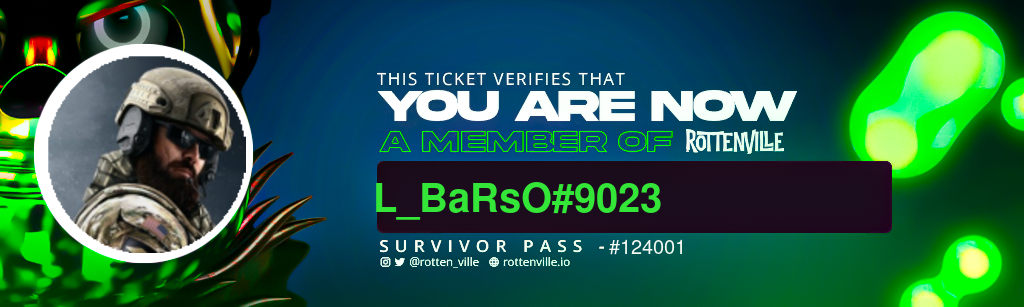 THIS TICKET VERIFIES THAT
YOU ARE NOW
A MEMBER OF ROTTENVILLE
L_BaRsO#9023
SURVIVOR PASS - #124001
@rotten_ville rottenville.io